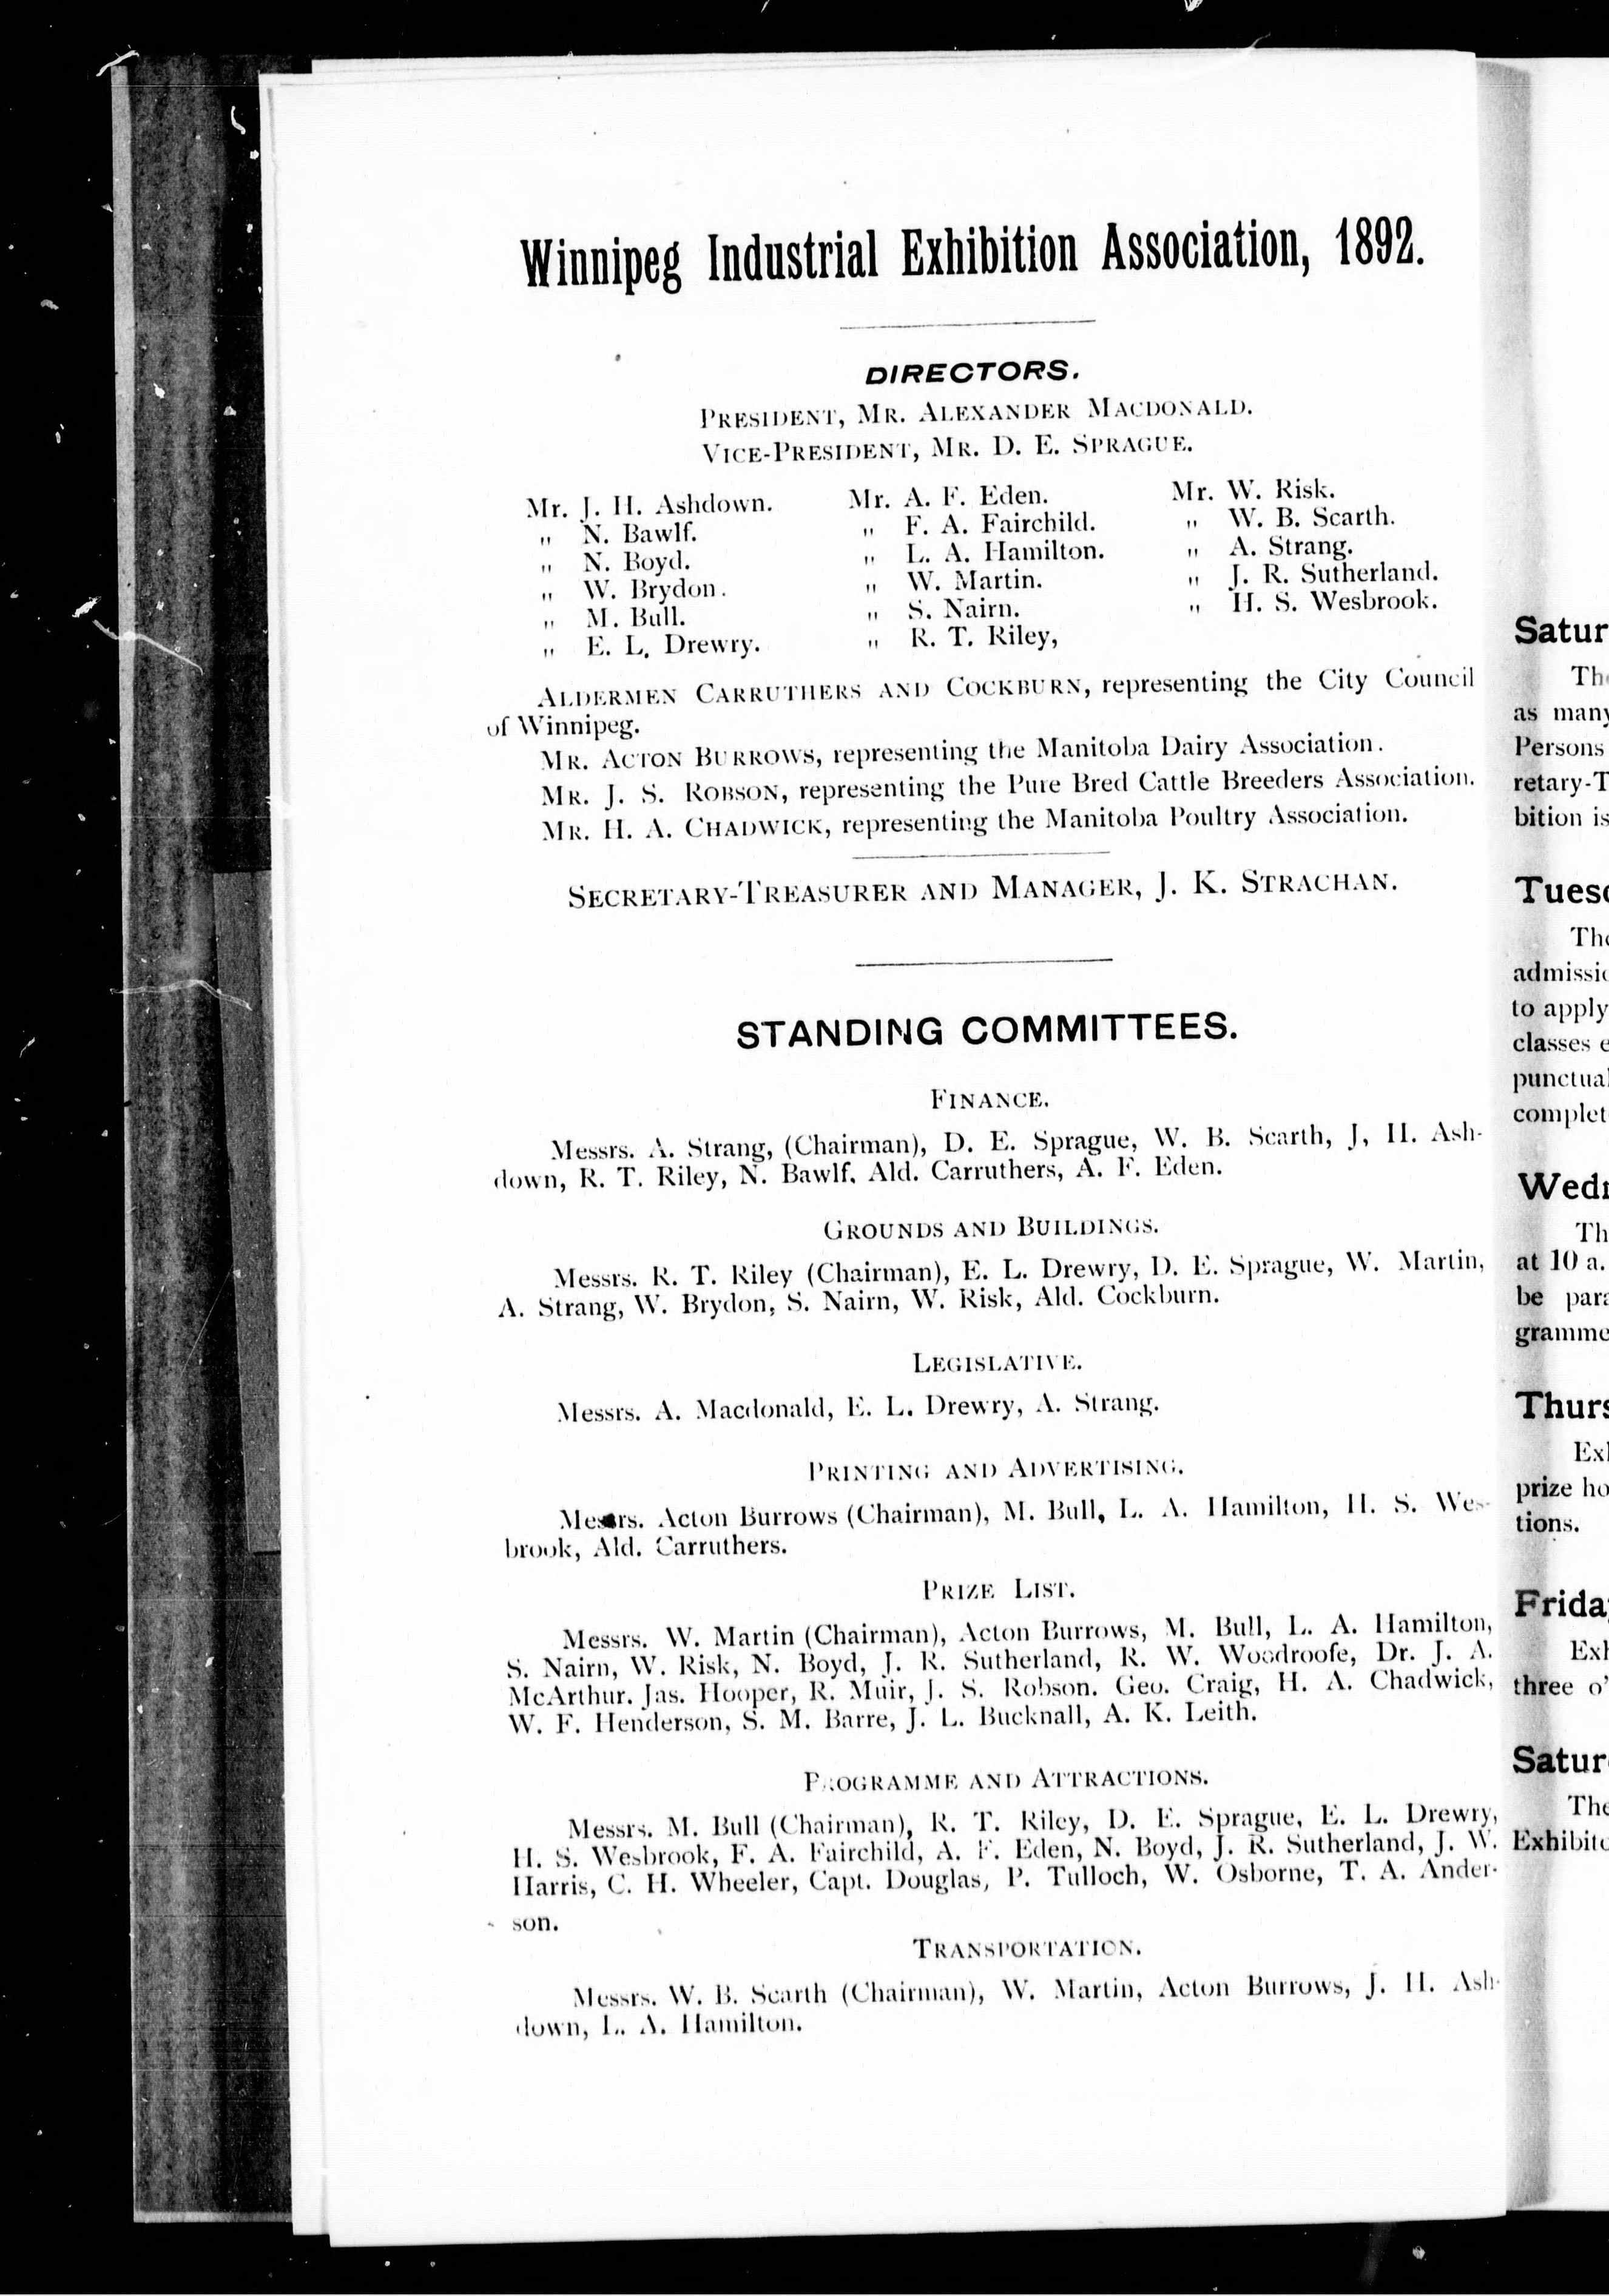 Winnipeg Industrial Exhibition Association, 1892.
DIRECTORS.
PRESIDENT, MR. ALEXANDER MACDONALD.
VICE-PRESIDENT, MR. D. E. SPRAGUE.
Mr. J. H. Ashdown. Mr. A. F. Eden. Mr. W. Risk.
" N. Bawlf. " F. A. Fairchild. " W. B. Scarth.
" N. Boyd. " L. A. Hamilton. " A. Strang.
" W. Brydon. " W. Martin. " J. R. Sutherland.
" M. Bull. " S. Nairn. " H. S. Wesbrook.
" E. L. Drewry. " R. T. Riley,
ALDERMEN CARRUTHERS AND COCKBURN, representing the City Council
of Winnipeg.
MR. ACTON BURROWS, representing the Manitoba Dairy Association.
MR. J. S. ROBSON, representing the Pure Bred Cattle Breeders Association.
MR. H. A. CHADWICK, representing the Manitoba Poultry Association.
SECRETARY-TREASURER AND MANAGER, J. K. STRACHAN.
STANDING COMMITTEES.
FINANCE.
Messrs. A. Strang, (Chairman), D. E. Sprague, W. B. Scarth, J, H. Ash-
down, R. T. Riley, N. Bawlf, Ald. Carruthers, A. F. Eden.
GROUNDS AND BUILDINGS.
Messrs. R. T. Riley (Chairman), E. L. Drewry, D. E. Sprague, W. Martin,
A. Strang, W. Brydon, S. Nairn, W. Risk, Ald. Cockburn.
LEGISLATIVE.
Messrs. A. Macdonald, E. L. Drewry, A. Strang.
PRINTING AND ADVERTISING.
Messrs. Acton Burrows (Chairman), M. Bull, L. A. Hamilton, H. S. Wes-
brook, Ald. Carruthers.
PRIZE LIST.
Messrs. W. Martin (Chairman), Acton Burrows, M. Bull, L. A. Hamilton,
S. Nairn, W. Risk, N. Boyd, J. R. Sutherland, R. W. Woodroofe, Dr. J. A.
McArthur. Jas. Hooper, R. Muir, J. S. Robson. Geo. Craig, H. A. Chadwick,
W. F. Henderson, S. M. Barre, J. L. Bucknall, A. K. Leith.
PROGRAMME AND ATTRACTIONS.
Messrs. M. Bull (Chairman), R. T. Riley, D. E. Sprague, E. L. Drewry,
H. S. Wesbrook, F. A. Fairchild, A. F. Eden, N. Boyd, J. R. Sutherland, J. W.
Harris, C. H. Wheeler, Capt. Douglas, P. Tulloch, W. Osborne, T. A. Ander-
son.
TRANSPORTATION.
Messrs. W. B. Scarth (Chairman), W. Martin, Acton Burrows, J. H. Ash-
down, L. A. Hamilton.
Satur
Th
as many
Persons
retary-T
bition is
Tues
The
admissi
to apply
classes e
punctual
complet
Wed
Th
at 10 a.
be para
gramme
Thurs
Exl
prize ho
tions.
Frida
Exh
three o'
Satur
The
Exhibito